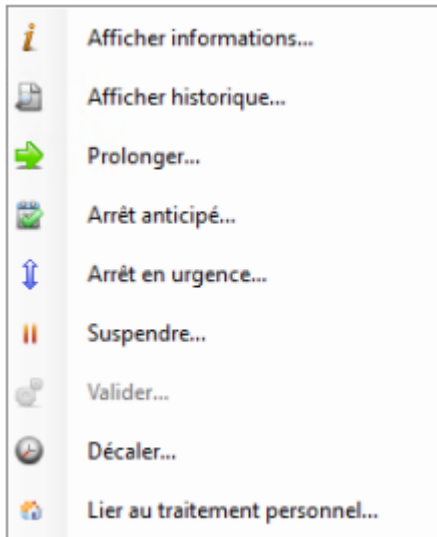 Afficher informations...
Afficher historique...
Prolonger...
Arrêt anticipé...
Arrêt en urgence...
Suspendre...
Valider...
Décaler...
Lier au traitement personnel...